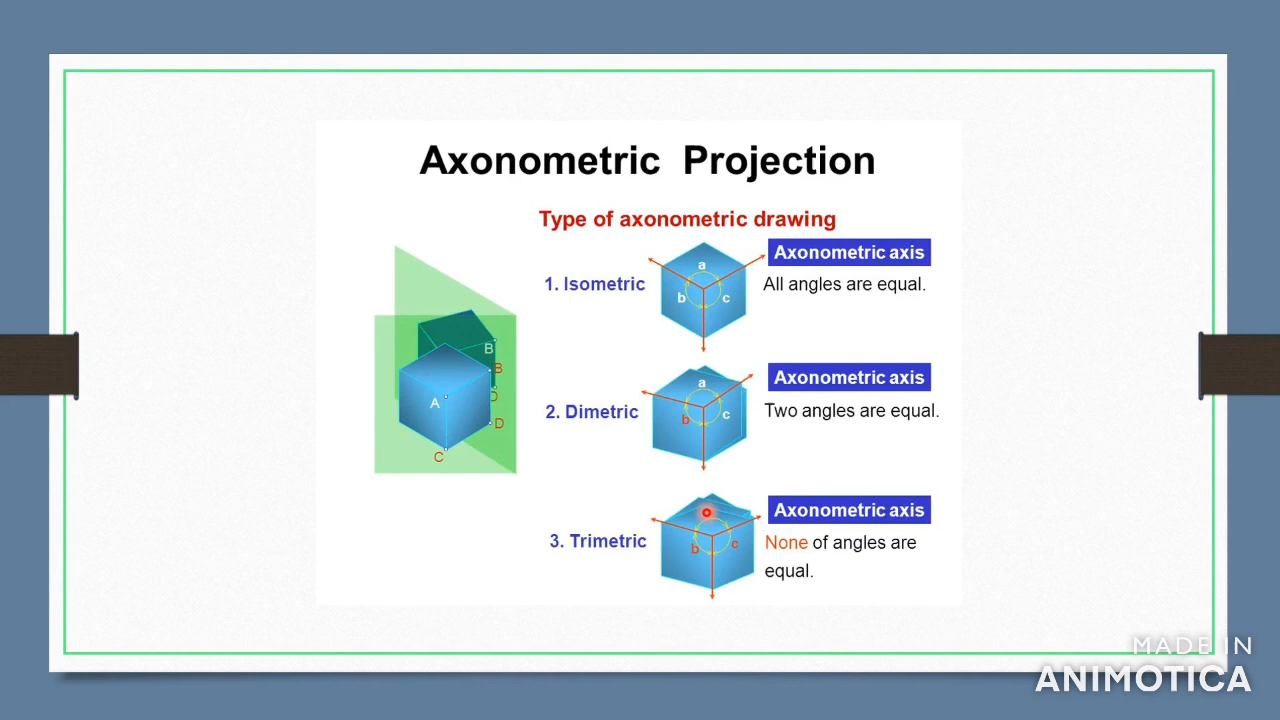 Axonometric Projection
Type of axonometric drawing
1. Isometric
a
b
c
Axonometric axis
All angles are equal.
B
B
A
D
D
C
2. Dimetric
a
b
c
Axonometric axis
Two angles are equal.
3. Trimetric
b
c
Axonometric axis
None of angles are
equal.
MADE IN
ANIMOTICA